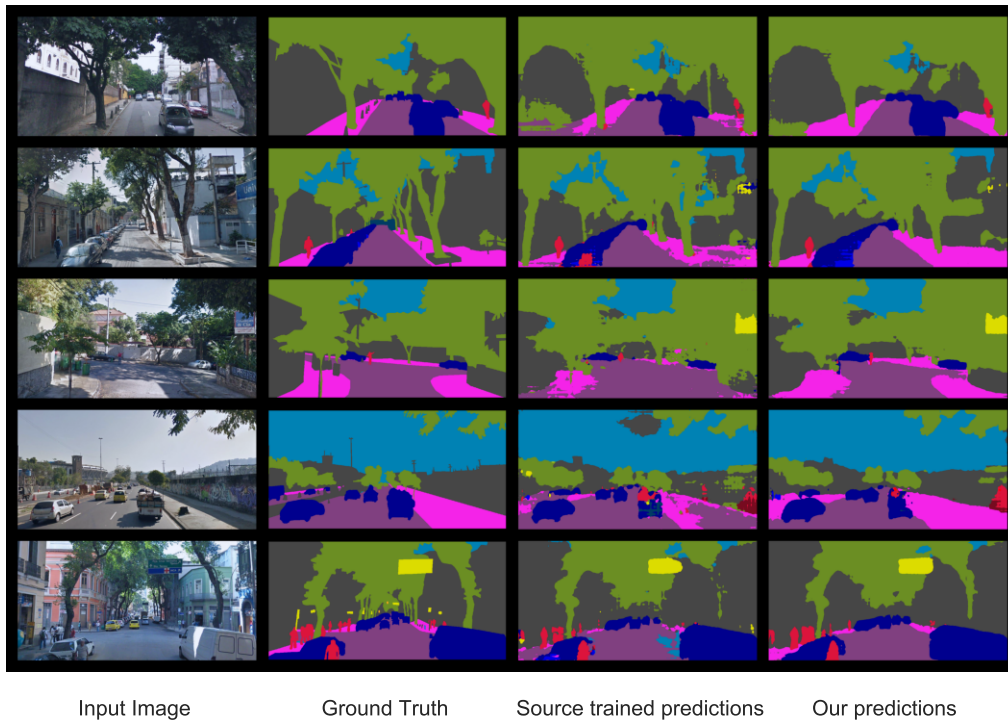 Input Image
Ground Truth
Source trained predictions
Our predictions